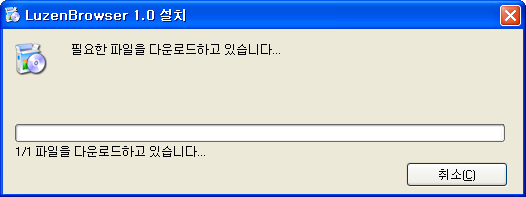 LuzenBrowser 1.0 설치
필요한 파일을 다운로드하고 있습니다...
1/1 파일을 다운로드하고 있습니다...
취소(C)